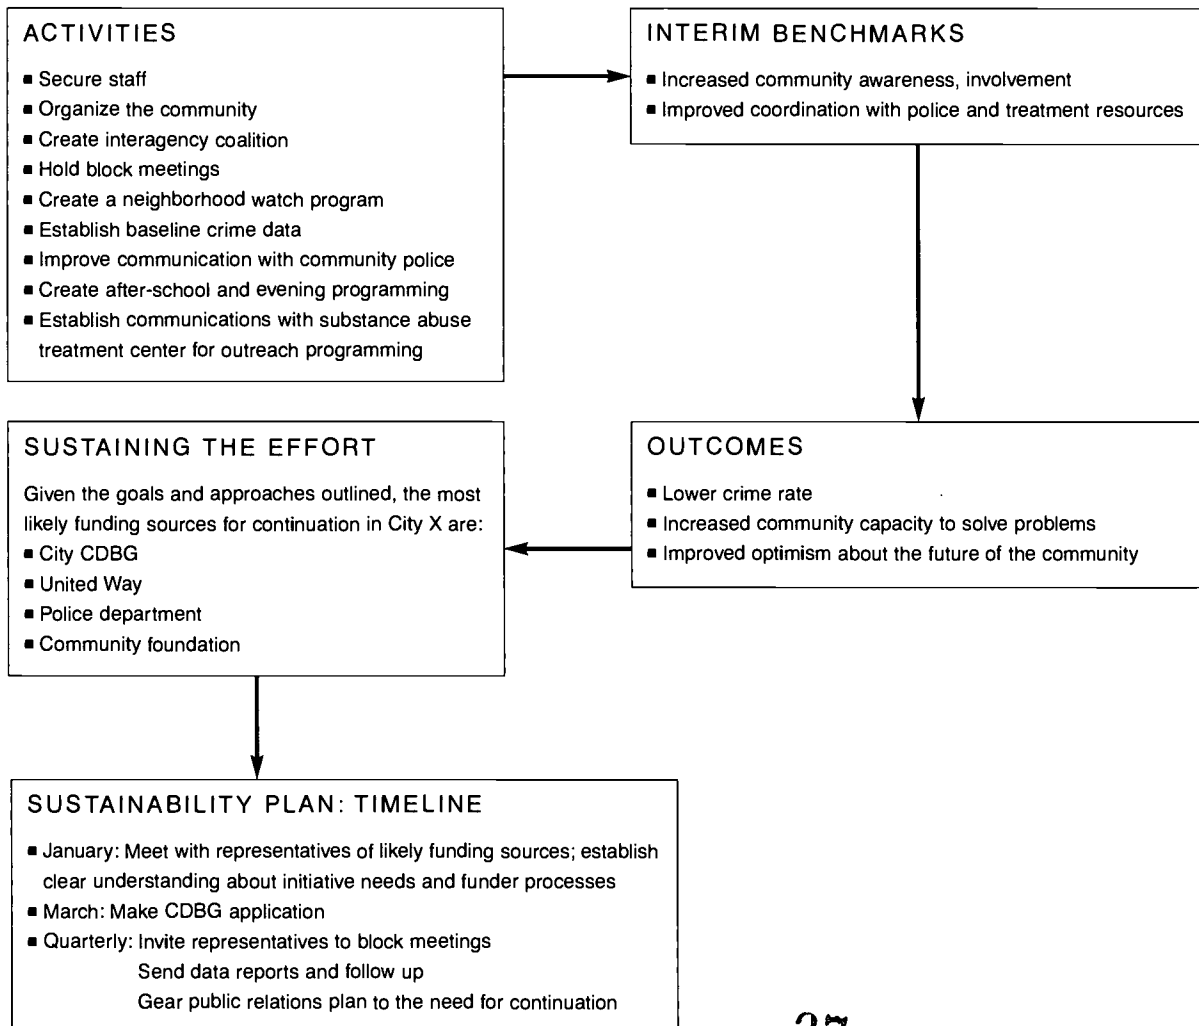 ACTIVITIES
■ Secure staff
■ Organize the community
■ Create interagency coalition
■ Hold block meetings
■ Create a neighborhood watch program
■ Establish baseline crime data
■ Improve communication with community police
■ Create after-school and evening programming
■ Establish communications with substance abuse
treatment center for outreach programming
INTERIM BENCHMARKS
■ Increased community awareness, involvement
■ Improved coordination with police and treatment resources
OUTCOMES
■ Lower crime rate
■ Increased community capacity to solve problems
■ Improved optimism about the future of the community
SUSTAINING THE EFFORT
Given the goals and approaches outlined, the most
likely funding sources for continuation in City X are:
■ City CDBG
■ United Way
■ Police department
■ Community foundation
SUSTAINABILITY PLAN: TIMELINE
■ January: Meet with representatives of likely funding sources; establish
clear understanding about initiative needs and funder processes
■ March: Make CDBG application
■ Quarterly: Invite representatives to block meetings
Send data reports and follow up
Gear public relations plan to the need for continuation